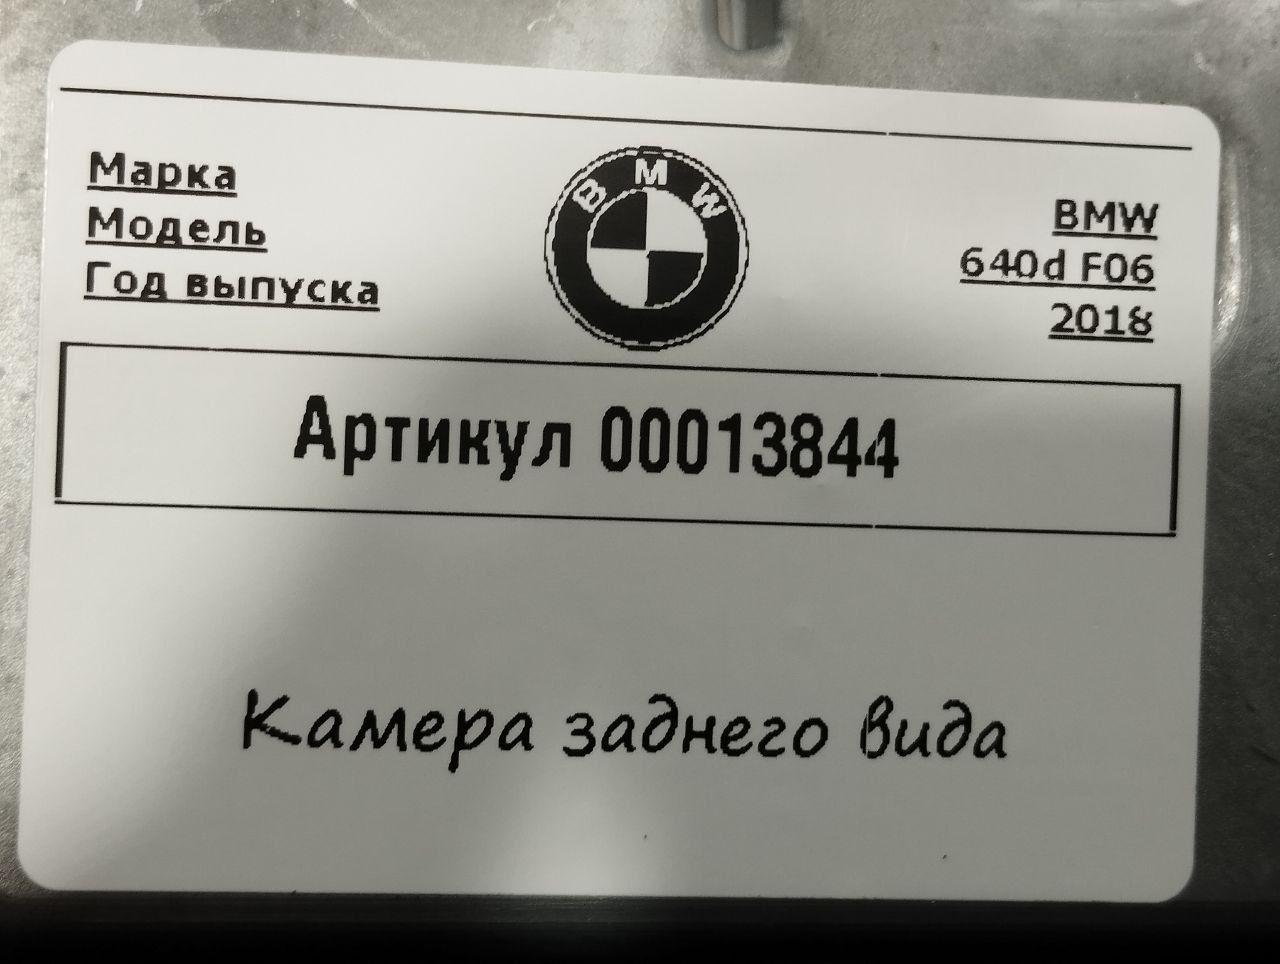 Марка
Модель
Год выпуска
BMW
BMW
640d F06
2018
Артикул 00013844
Камера заднего вида